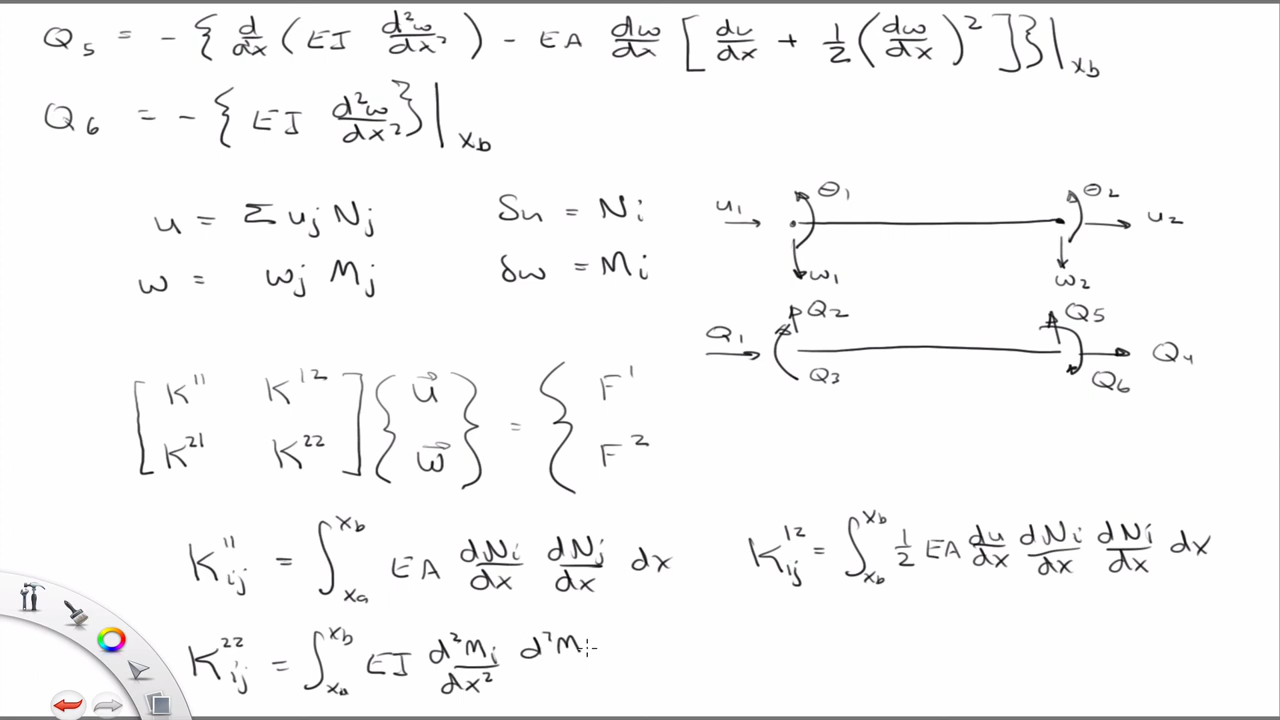 Q₅ = - { d/dx ( EI d²w/dx² ) - EA dw/dx [ du/dx + 1/2 ( dw/dx )² ] } |xb
Q₆ = - { EI d²w/dx² } |xb
u = Σ uj Nj    Su = Ni
w = wj Mj    δw = Mi
u₁ θ₁ θ₂ u₂
w₁ w₂
Q₁ Q₂ Q₃ Q₅ Q₄ Q₆
[ K¹¹ K¹² ] { u⃗ } = { F¹
[ K²¹ K²² ] { w⃗ } = { F²
K¹¹ij = ∫xa^xb EA dNi/dx dNj/dx dx    K¹²ij = ∫xb^xb 1/2 EA du/dx dNi/dx dNi/dx dx
K²²ij = ∫xa^xb EI d²Mi/dx² d²M